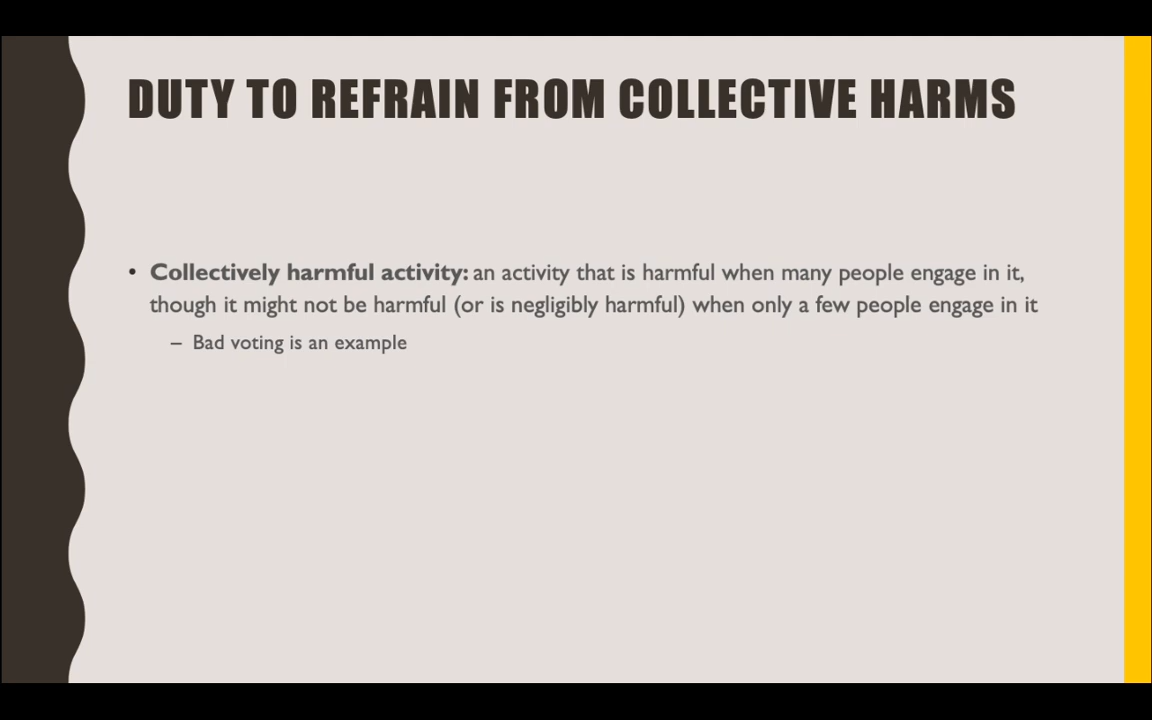 DUTY TO REFRAIN FROM COLLECTIVE HARMS
• Collectively harmful activity: an activity that is harmful when many people engage in it,
though it might not be harmful (or is negligibly harmful) when only a few people engage in it
– Bad voting is an example